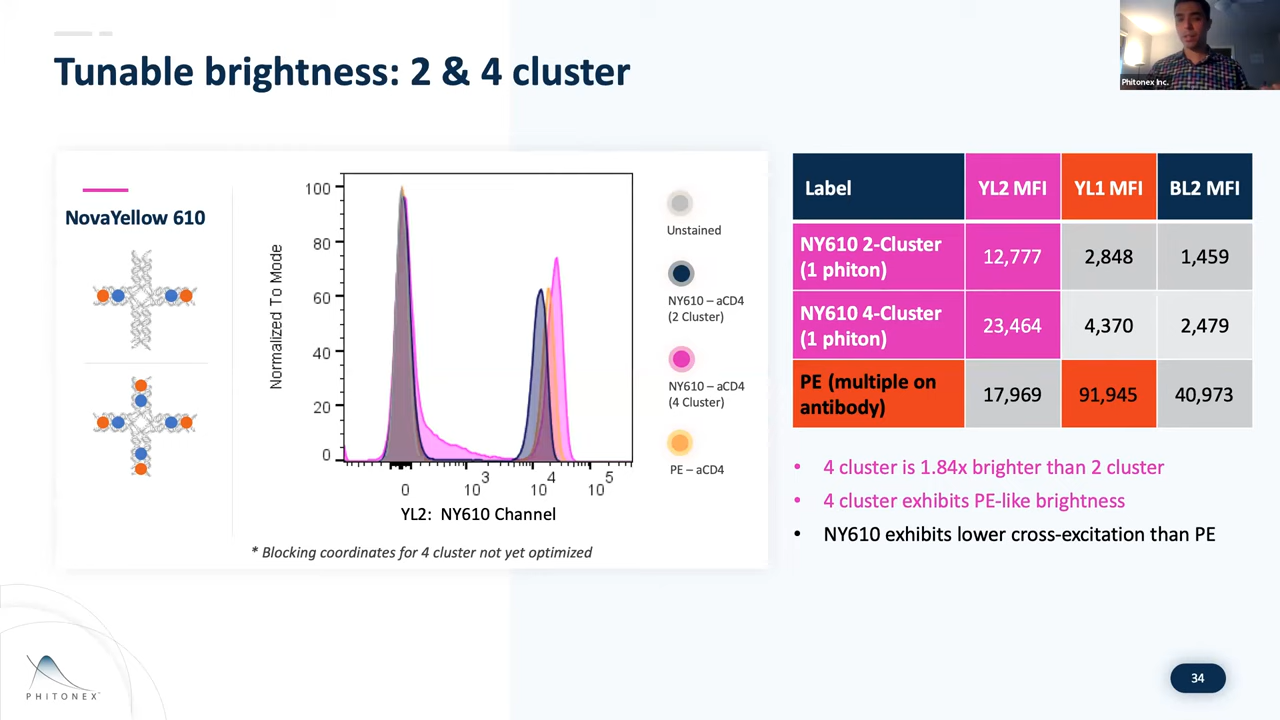 Tunable brightness: 2 & 4 cluster
Phitonex Inc.
NovaYellow 610
Normalized To Mode
100
80
60
40
20
0
0
10^3
10^4
10^5
YL2: NY610 Channel
* Blocking coordinates for 4 cluster not yet optimized
Unstained
NY610 – aCD4
(2 Cluster)
NY610 – aCD4
(4 Cluster)
PE – aCD4
Label YL2 MFI YL1 MFI BL2 MFI
NY610 2-Cluster
(1 phiton) 12,777 2,848 1,459
NY610 4-Cluster
(1 phiton) 23,464 4,370 2,479
PE (multiple on
antibody) 17,969 91,945 40,973
• 4 cluster is 1.84x brighter than 2 cluster
• 4 cluster exhibits PE-like brightness
• NY610 exhibits lower cross-excitation than PE
PHITONEX
34